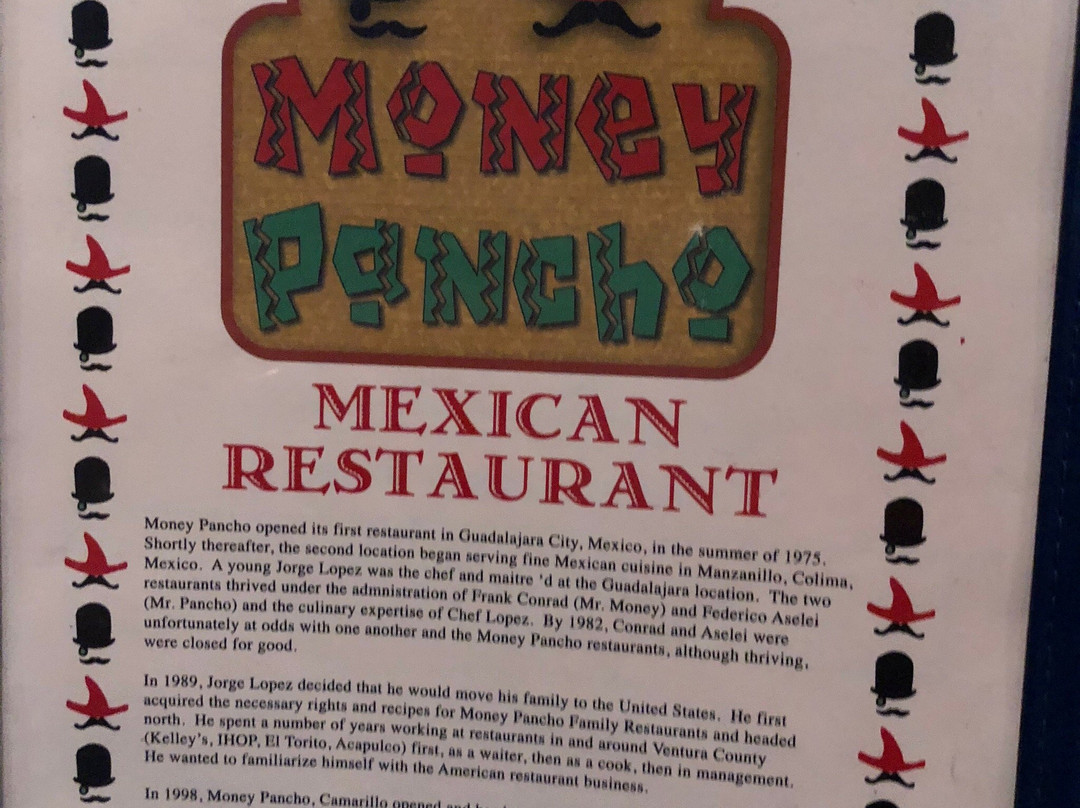 Money
Pancho
MEXICAN
RESTAURANT
Money Pancho opened its first restaurant in Guadalajara City, Mexico, in the summer of 1975.
Shortly thereafter, the second location began serving fine Mexican cuisine in Manzanillo, Colima,
Mexico. A young Jorge Lopez was the chef and maitre 'd at the Guadalajara location. The two
restaurants thrived under the admnistration of Frank Conrad (Mr. Money) and Federico Aselei
(Mr. Pancho) and the culinary expertise of Chef Lopez. By 1982, Conrad and Aselei were
unfortunately at odds with one another and the Money Pancho restaurants, although thriving,
were closed for good.
In 1989, Jorge Lopez decided that he would move his family to the United States. He first
acquired the necessary rights and recipes for Money Pancho Family Restaurants and headed
north. He spent a number of years working at restaurants in and around Ventura County
(Kelley's, IHOP, El Torito, Acapulco) first, as a waiter, then as a cook, then in management.
He wanted to familiarize himself with the American restaurant business.
In 1998, Money Pancho, Camarillo opened and